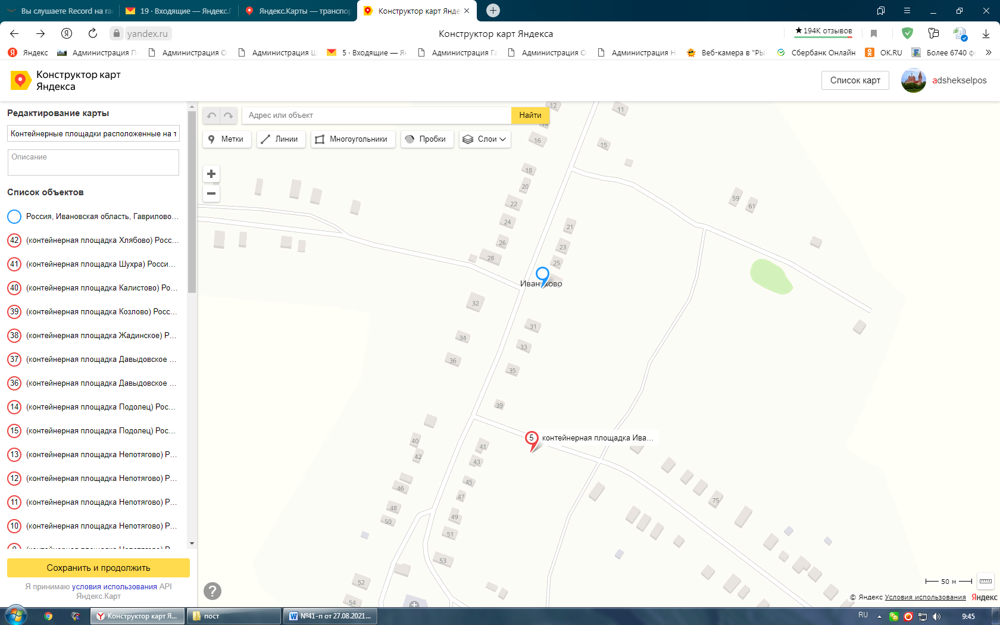 Вы слушаете Record на rad
19 · Входящие — Яндекс.П
Яндекс.Карты — транспор
Конструктор карт Янде
yandex.ru
Конструктор карт Яндекса
★194K отзывов
Яндекс
Администрация П
Администрация О
Администрация Ш
5 · Входящие — Ян
Администрация Га
Администрация О
Администрация Н
Веб-камера в "РЫ
Сбербанк Онлайн
OK.RU
Более 6740 фо
Конструктор карт
Яндекса
Список карт
adshekselpos
Редактирование карты
Контейнерные площадки расположенные на т
Описание
Список объектов
Россия, Ивановская область, Гаврилово...
42 (контейнерная площадка Хлябово) Росс...
41 (контейнерная площадка Шухра) Росси...
40 (контейнерная площадка Калистово) Ро...
39 (контейнерная площадка Козлово) Росс...
38 (контейнерная площадка Жадинское) Р...
37 (контейнерная площадка Давыдовское ...
36 (контейнерная площадка Давыдовское ...
14 (контейнерная площадка Подолец) Рос...
15 (контейнерная площадка Подолец) Рос...
13 (контейнерная площадка Непотягово) Р...
12 (контейнерная площадка Непотягово) Р...
11 (контейнерная площадка Непотягово) Р...
10 (контейнерная площадка Непотягово) Р...
Сохранить и продолжить
Я принимаю условия использования API
Яндекс.Карт
Адрес или объект
Найти
Метки
Линии
Многоугольники
Пробки
Слои
12
11
14
16
15
18
20
22
59
61
24
21
26
23
28
25
Иваньково
32
31
34
33
36
35
39
5 контейнерная площадка Ива...
40
41
42
43
45
46
47
75
48
49
50
51
53
52
54
50 м
© Яндекс Условия использования Яндекс
Конструктор карт Я...
пост
№41-п от 27.08.2021...
RU
9:45